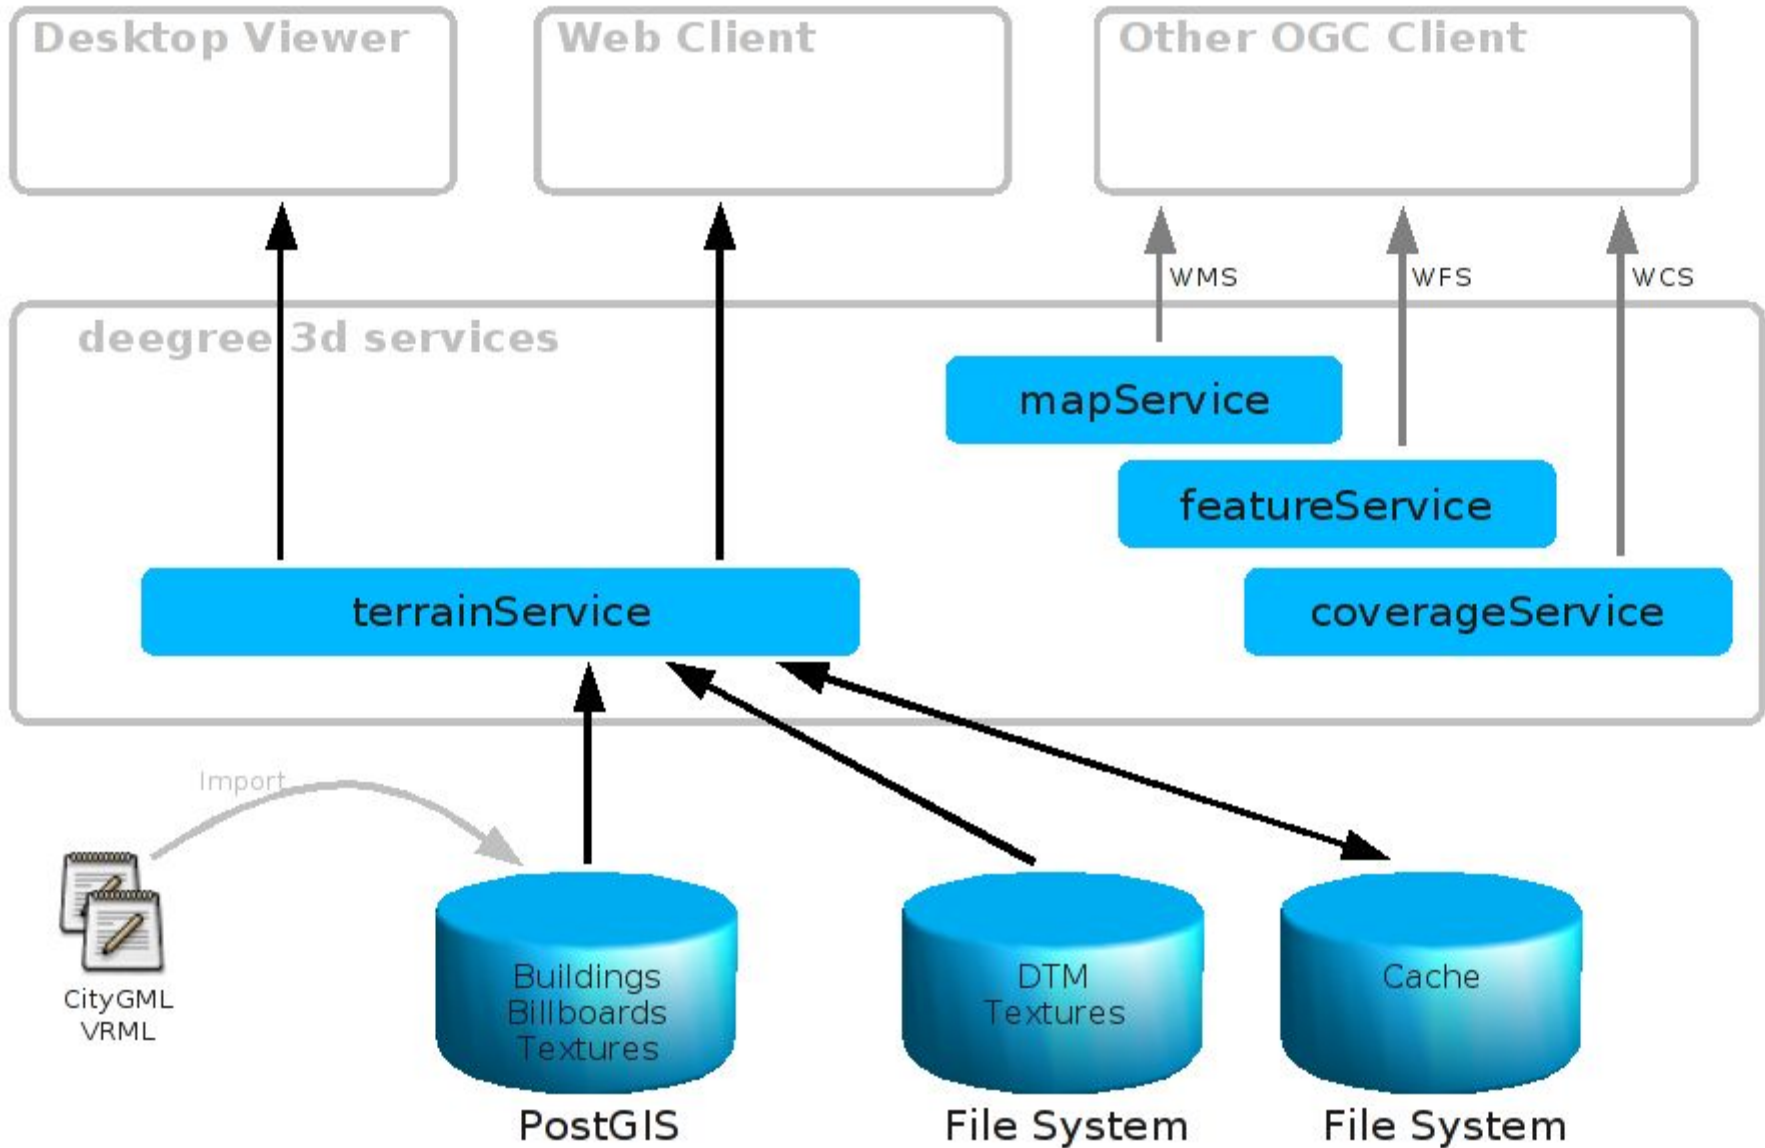 Desktop Viewer
Web Client
Other OGC Client
WMS
WFS
WCS
deegree 3d services
mapService
featureService
terrainService
coverageService
Import
CityGML
VRML
Buildings
Billboards
Textures
PostGIS
DTM
Textures
File System
Cache
File System